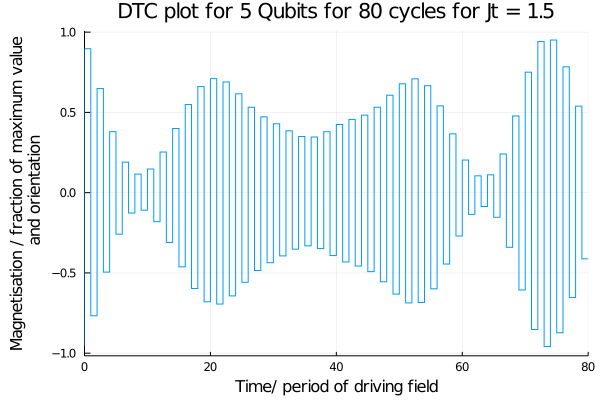 DTC plot for 5 Qubits for 80 cycles for Jt = 1.5
Magnetisation / fraction of maximum value
and orientation
1.0
0.5
0.0
−0.5
−1.0
0
20
40
60
80
Time/ period of driving field